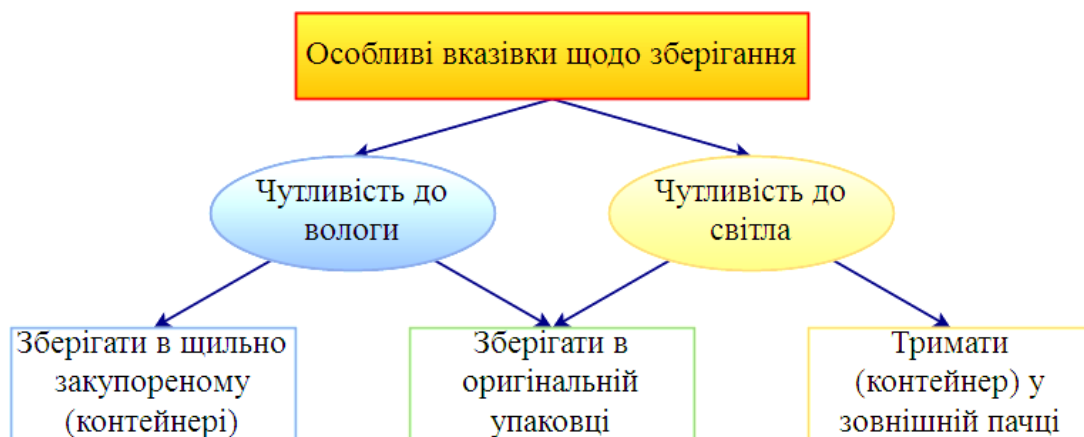 Особливі вказівки щодо зберігання
Чутливість до
вологи
Чутливість до
світла
Зберігати в щильно
закупореному
(контейнері)
Зберігати в
оригінальній
упаковці
Тримати
(контейнер) у
зовнішній пачці